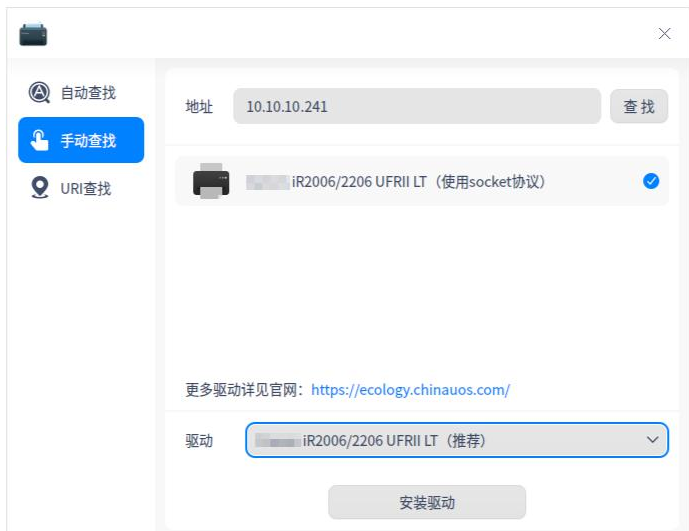 自动查找
手动查找
URI查找
地址 10.10.10.241 查找
iR2006/2206 UFRII LT（使用socket协议）
更多驱动详见官网：https://ecology.chinauos.com/
驱动 iR2006/2206 UFRII LT（推荐）
安装驱动